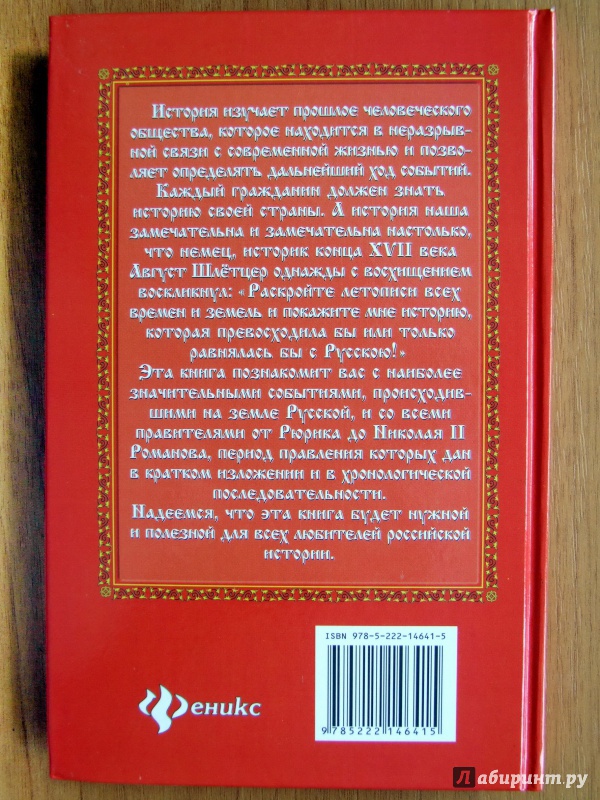 История изучает прошлое человеческого
общества, которое находится в неразрыв-
ной связи с современной жизнью и позво-
ляет определять дальнейший ход событий.
Каждый гражданин должен знать
историю своей страны. А история наша
замечательна и замечательна настолько,
что немец, историк конца XVII века
Август Шлётцер однажды с восхищением
воскликнул: «Раскройте летописи всех
времен и земель и покажите мне историю,
которая превосходила бы или только
равнялась бы с Русскою!»
Эта книга познакомит вас с наиболее
значительными событиями, происходив-
шими на земле Русской, и со всеми
правителями от Рюрика до Николая II
Романова, период правления которых дан
в кратком изложении и в хронологической
последовательности.
Надеемся, что эта книга будет нужной
и полезной для всех любителей российской
истории.
ISBN 978-5-222-14641-5
9 785222 146415
Феникс
Лабиринт.ру